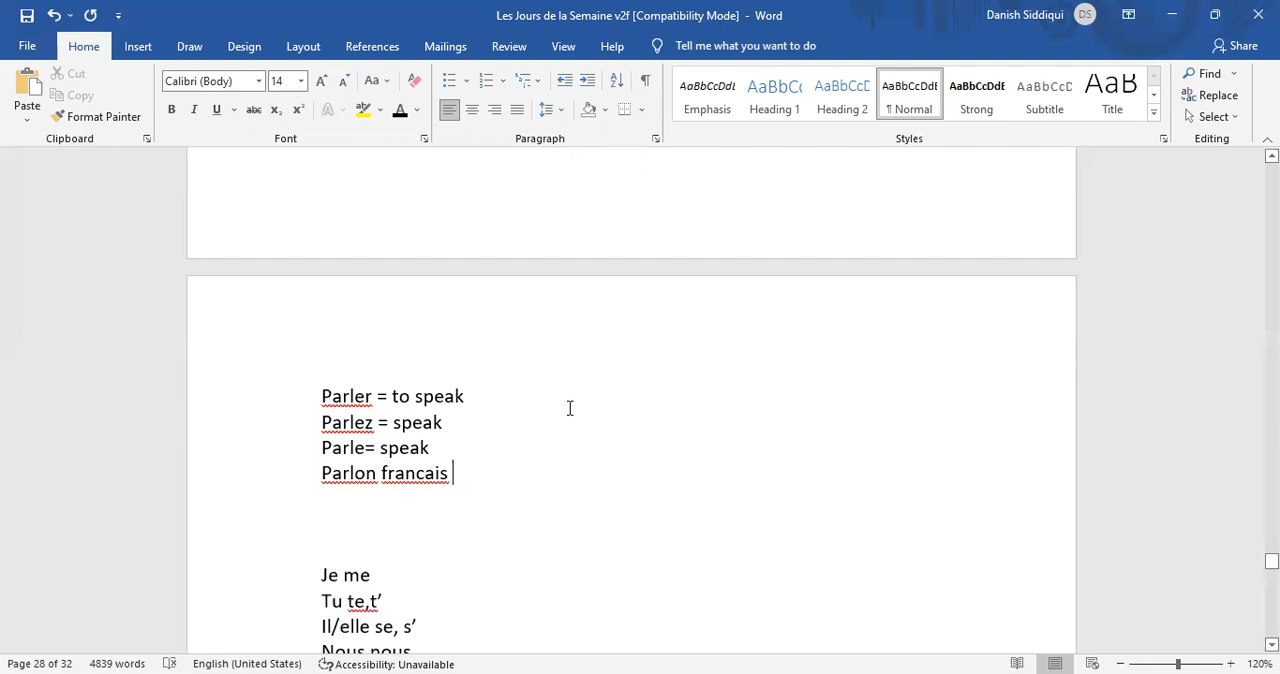 Les Jours de la Semaine v2f [Compatibility Mode] - Word
Danish Siddiqui DS
File Home Insert Draw Design Layout References Mailings Review View Help Tell me what you want to do Share
Paste
Cut
Copy
Format Painter
Clipboard
Calibri (Body) 14
Font
Paragraph
AaBbCcDdE AaBbCc AaBbCcD AaBbCcDdE AaBbCcDdE AaBbCcD AaB
Emphasis Heading 1 Heading 2 ¶ Normal Strong Subtitle Title
Styles
Find
Replace
Select
Editing
Parler = to speak
Parlez = speak
Parle= speak
Parlon francais
Je me
Tu te,t’
Il/elle se, s’
Nous nous
Page 28 of 32 4839 words English (United States) Accessibility: Unavailable 120%